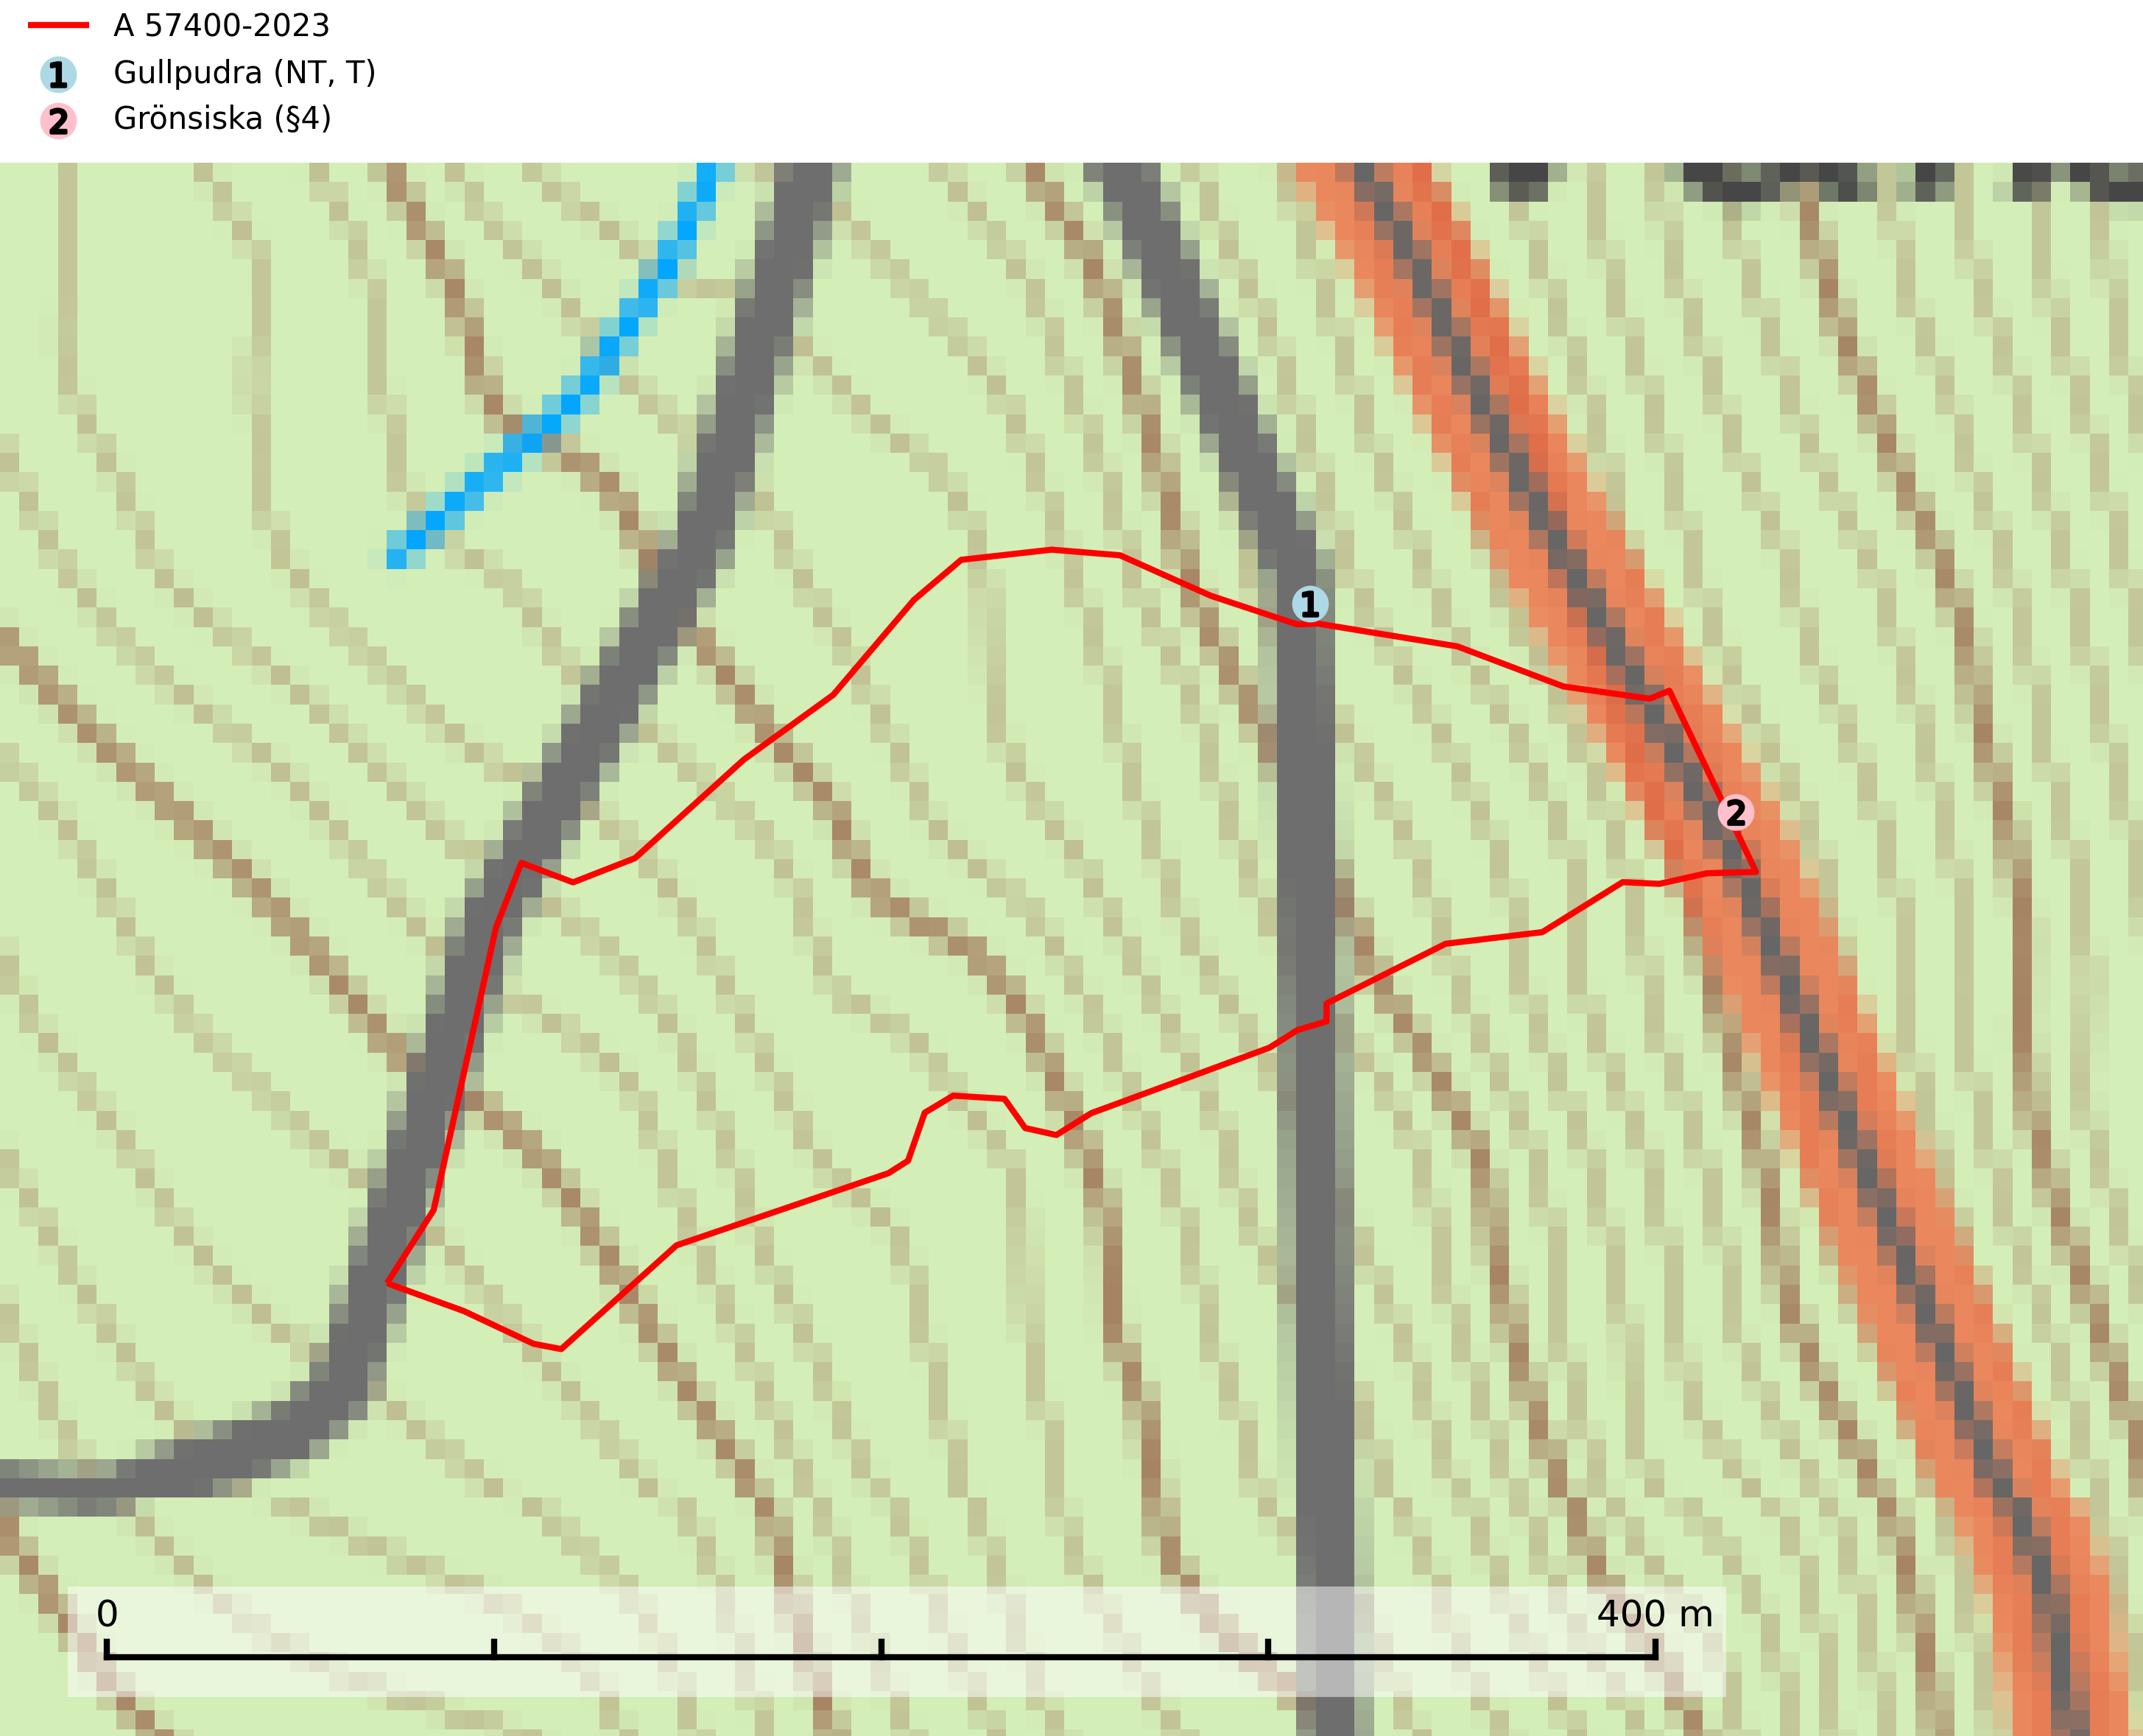 A 57400-2023
1 Gullpudra (NT, T)
2 Grönsiska (§4)
1
2
0 400 m